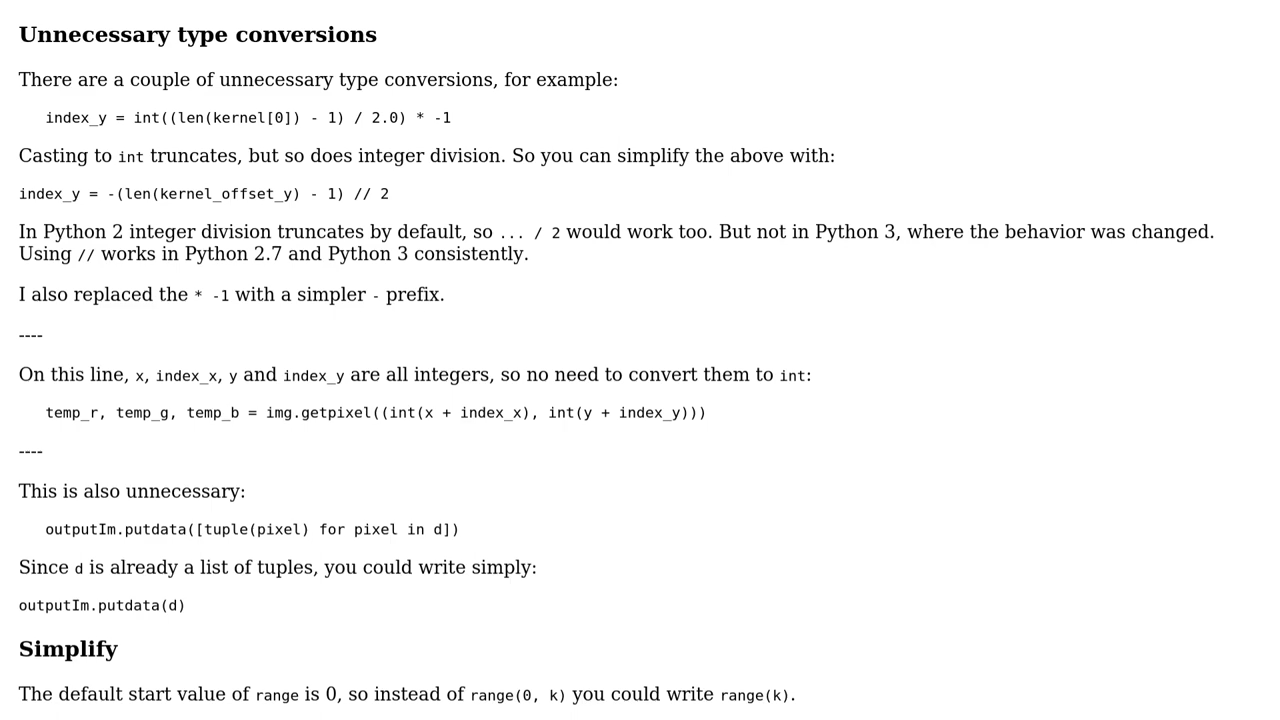 Unnecessary type conversions
There are a couple of unnecessary type conversions, for example:
index_y = int((len(kernel[0]) - 1) / 2.0) * -1
Casting to int truncates, but so does integer division. So you can simplify the above with:
index_y = -(len(kernel_offset_y) - 1) // 2
In Python 2 integer division truncates by default, so ... / 2 would work too. But not in Python 3, where the behavior was changed.
Using // works in Python 2.7 and Python 3 consistently.
I also replaced the * -1 with a simpler - prefix.
----
On this line, x, index_x, y and index_y are all integers, so no need to convert them to int:
temp_r, temp_g, temp_b = img.getpixel((int(x + index_x), int(y + index_y)))
----
This is also unnecessary:
outputIm.putdata([tuple(pixel) for pixel in d])
Since d is already a list of tuples, you could write simply:
outputIm.putdata(d)
Simplify
The default start value of range is 0, so instead of range(0, k) you could write range(k).